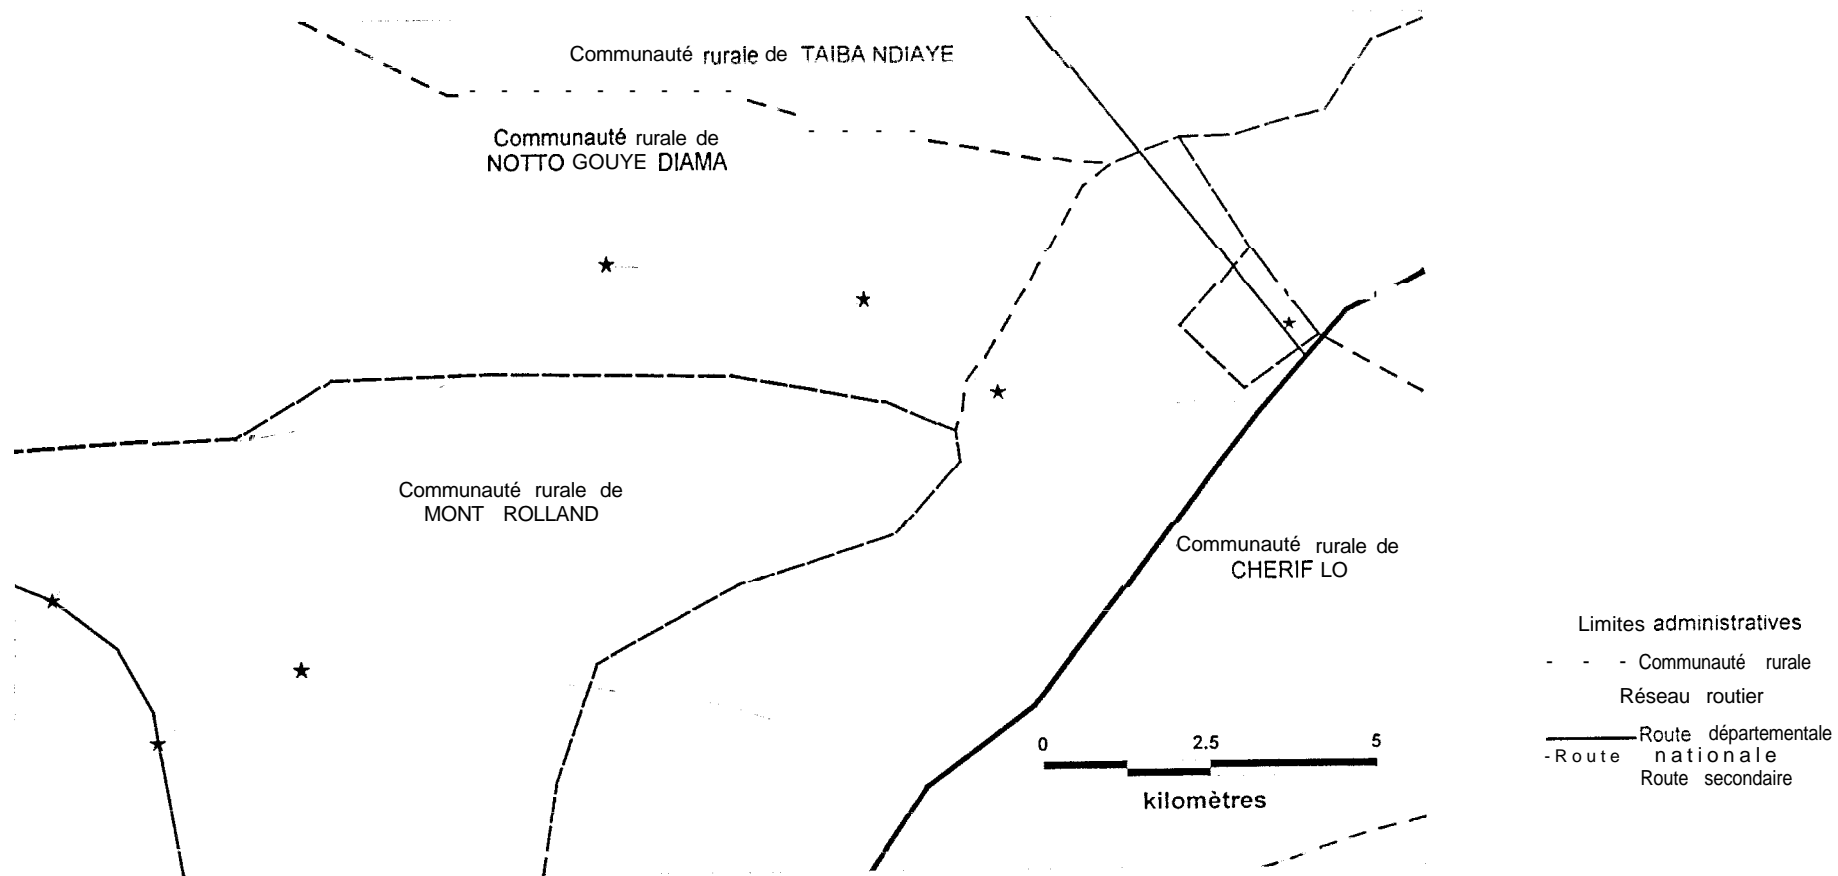 Communauté rurale de TAIBA NDIAYE
Communauté rurale de
NOTTO GOUYE DIAMA
Communauté rurale de
MONT ROLLAND
Communauté rurale de
CHERIF LO
0 2.5 5
kilomètres
Limites administratives
- - - Communauté rurale
Réseau routier
Route départementale
-Route nationale
Route secondaire